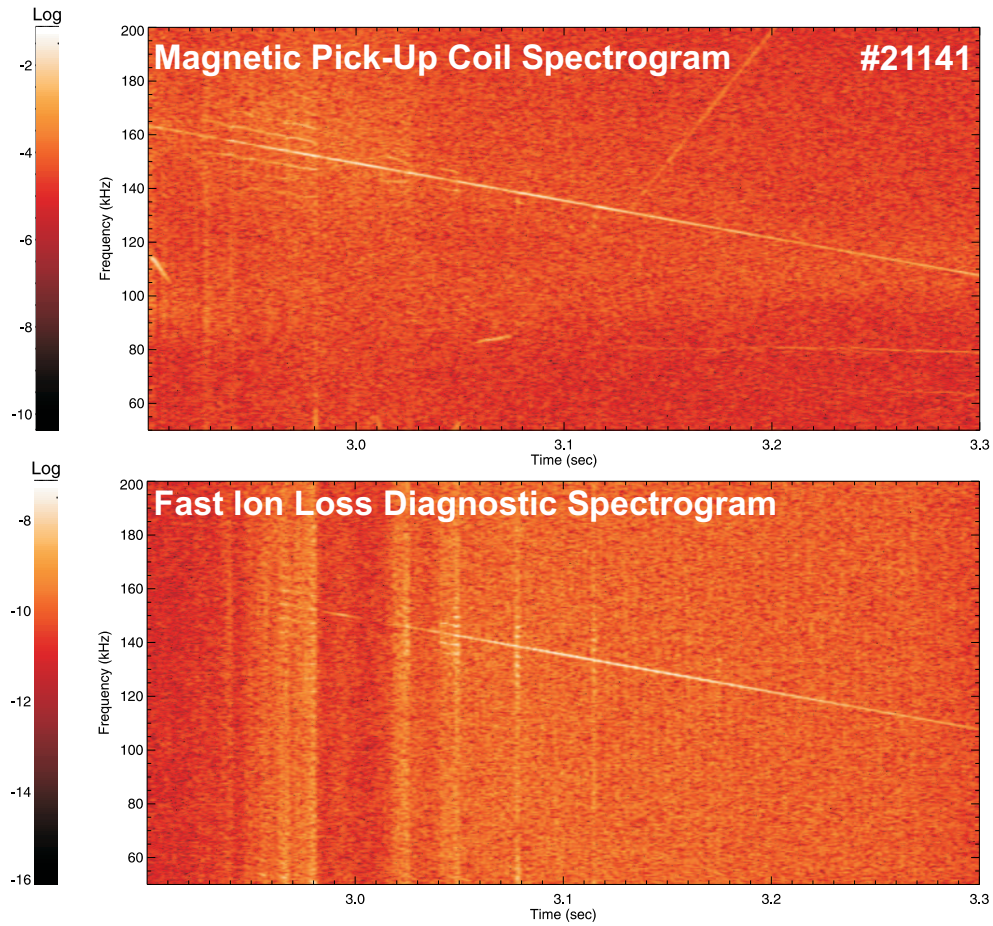 Log
-2
-4
-6
-8
-10
Magnetic Pick-Up Coil Spectrogram #21141
Frequency (kHz)
200
180
160
140
120
100
80
60
3.0 3.1 3.2 3.3
Time (sec)
Log
-8
-10
-12
-14
-16
Fast Ion Loss Diagnostic Spectrogram
Frequency (kHz)
200
180
160
140
120
100
80
60
3.0 3.1 3.2 3.3
Time (sec)